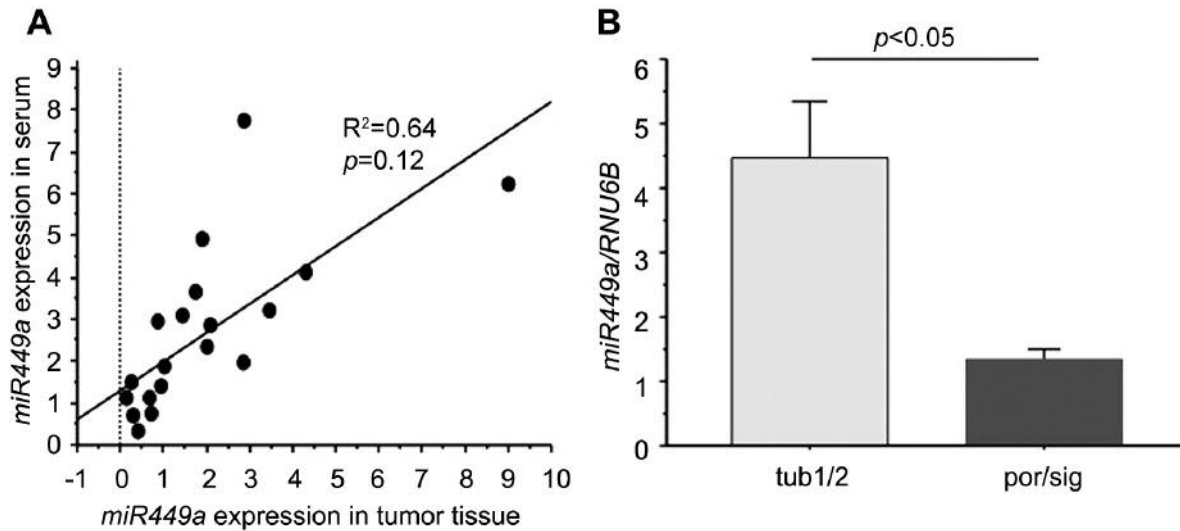 A
miR449a expression in serum
9
8
7
6
5
4
3
2
1
0
R²=0.64
p=0.12
-1 0 1 2 3 4 5 6 7 8 9 10
miR449a expression in tumor tissue
B
p<0.05
miR449a/RNU6B
6
5
4
3
2
1
0
tub1/2 por/sig